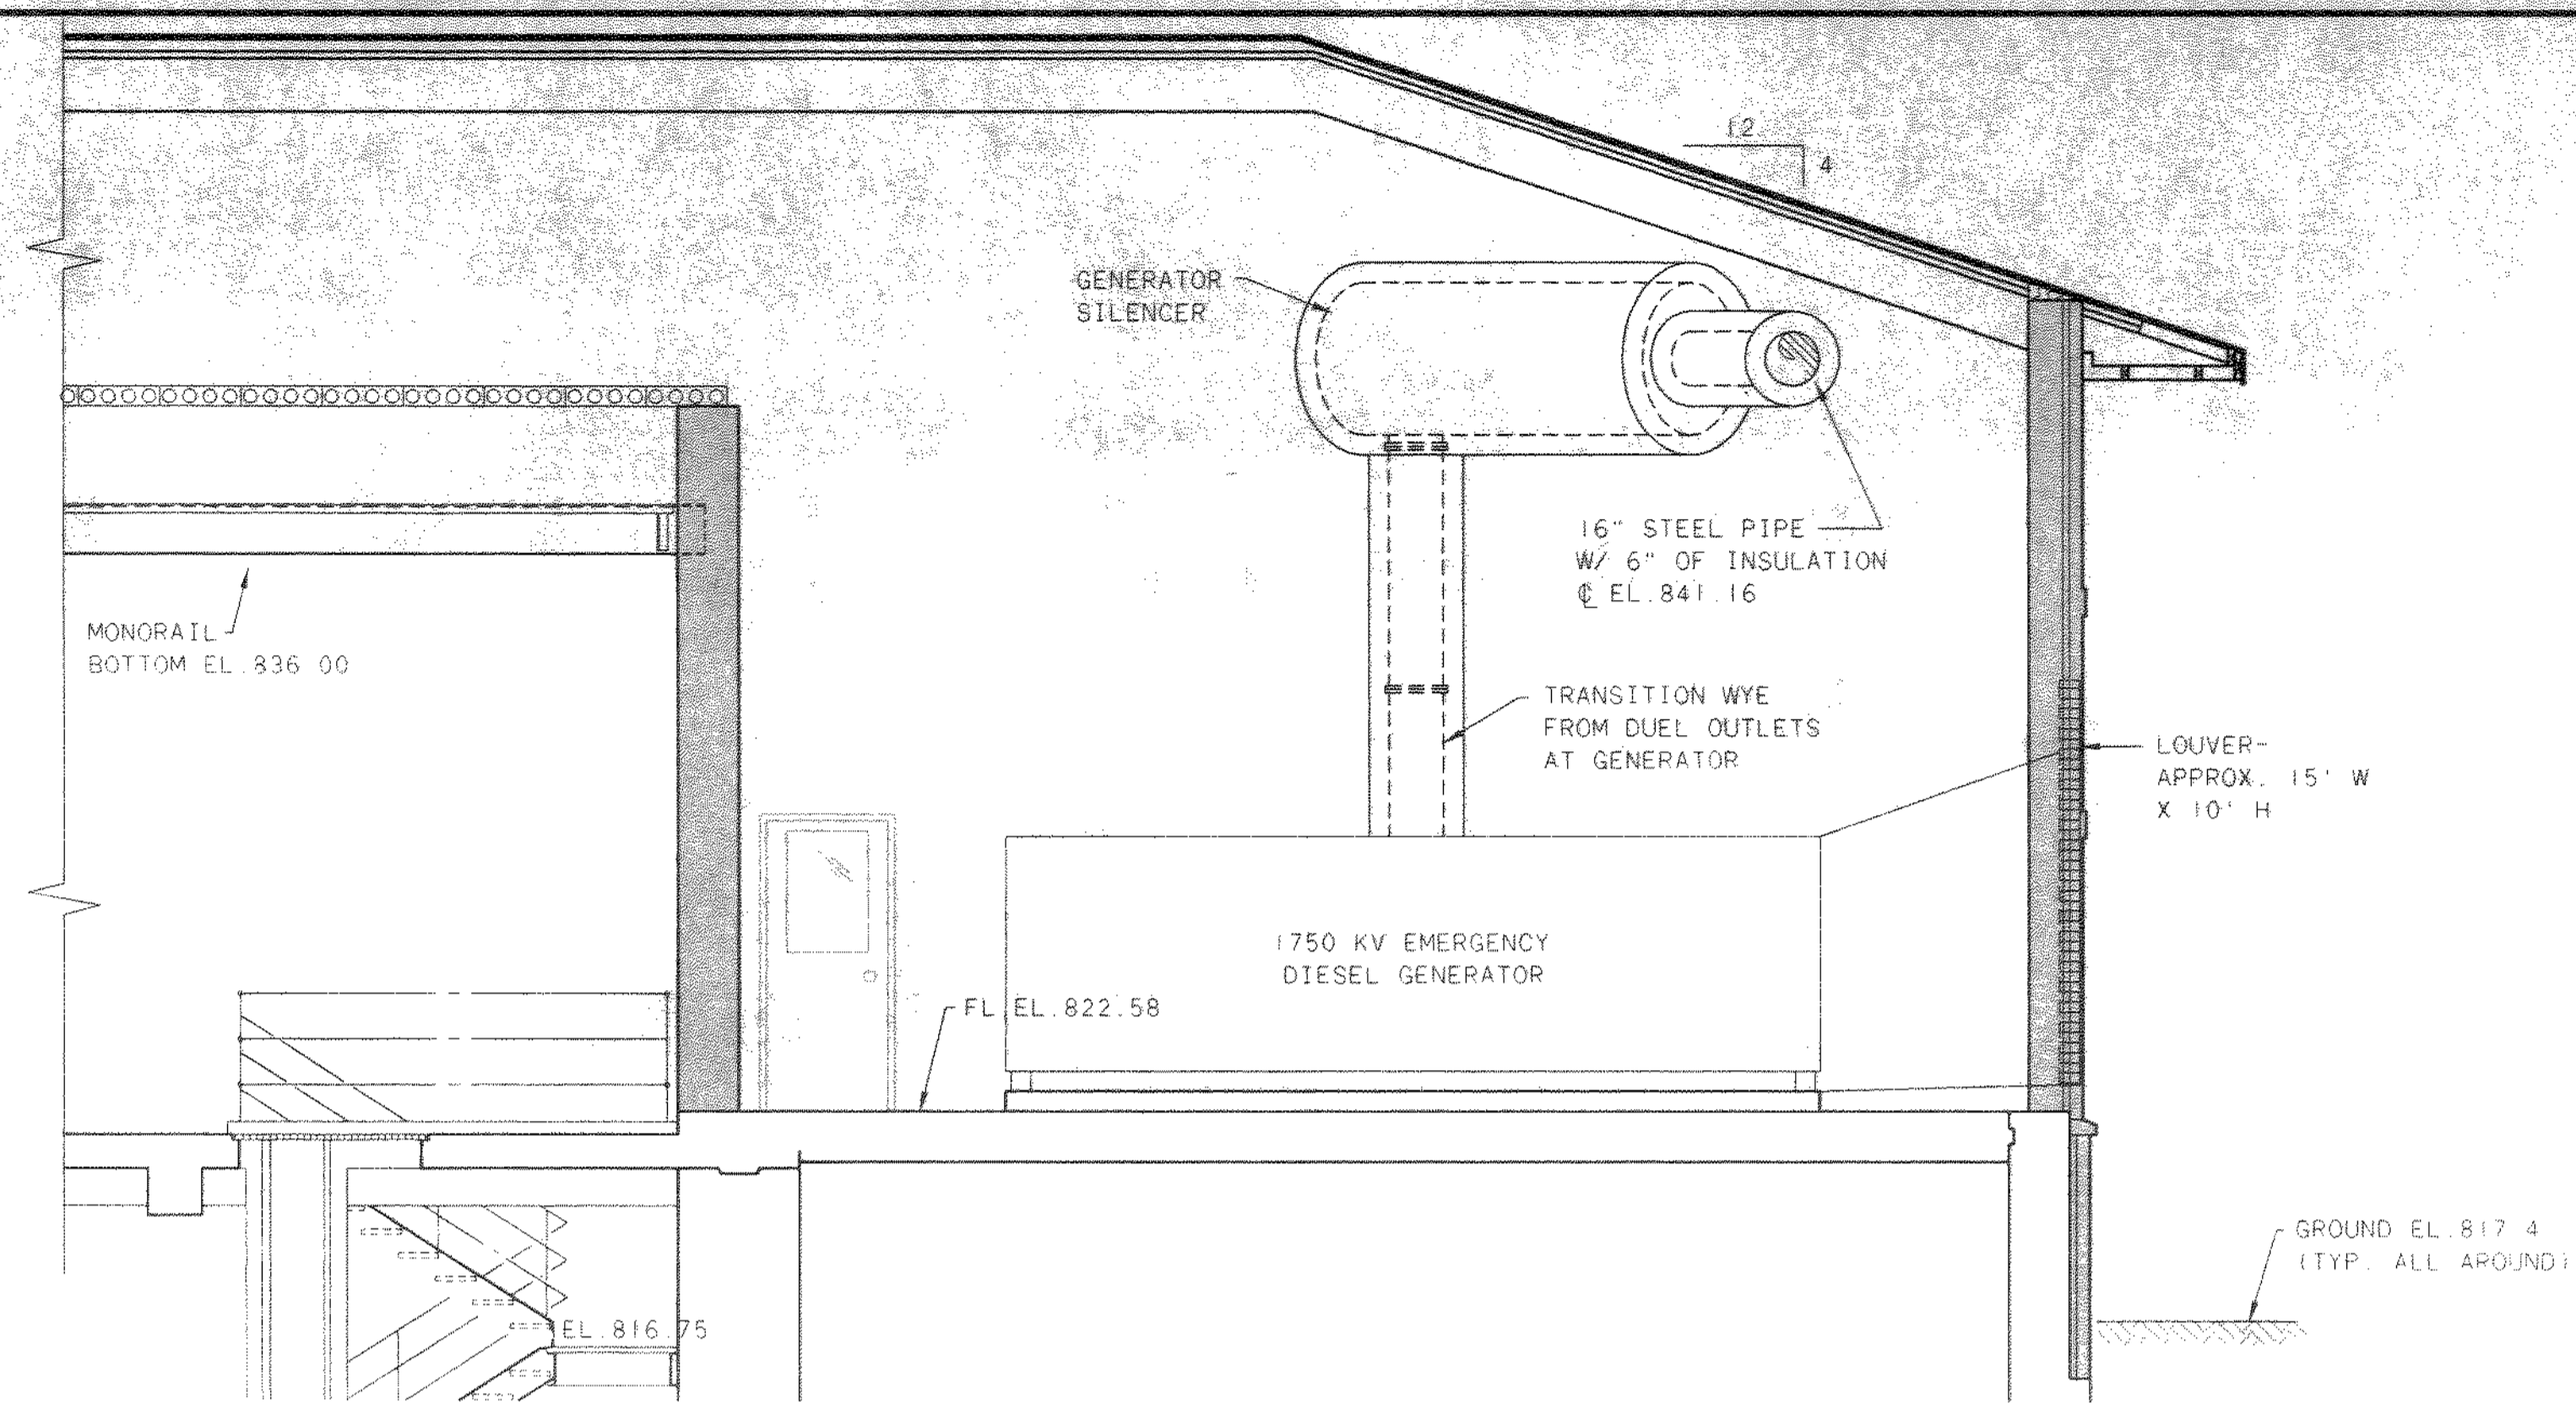 12
4
GENERATOR
SILENCER
16" STEEL PIPE
W/ 6" OF INSULATION
℄ EL.841.16
MONORAIL
BOTTOM EL.836 00
TRANSITION WYE
FROM DUEL OUTLETS
AT GENERATOR
LOUVER-
APPROX. 15' W
X 10' H
1750 KV EMERGENCY
DIESEL GENERATOR
FL EL.822.58
GROUND EL.817 4
(TYP. ALL AROUND)
EL.816.75